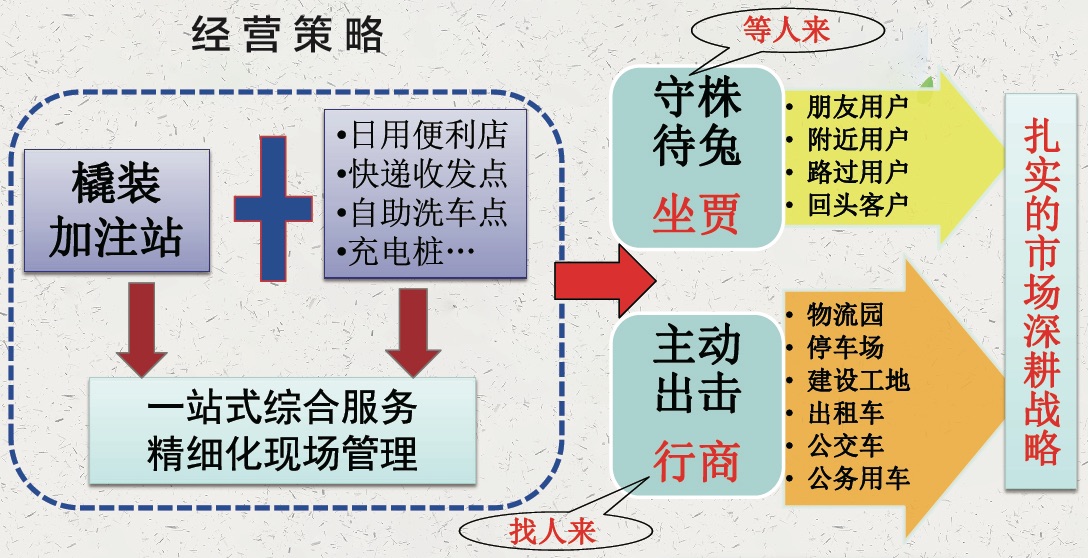 经营策略
橇装
加注站
•日用便利店
•快递收发点
•自助洗车点
•充电桩…
一站式综合服务
精细化现场管理
等人来
守株
待兔
坐贾
• 朋友用户
• 附近用户
• 路过用户
• 回头客户
主动
出击
行商
找人来
• 物流园
• 停车场
• 建设工地
• 出租车
• 公交车
• 公务用车
扎实的市场深耕战略